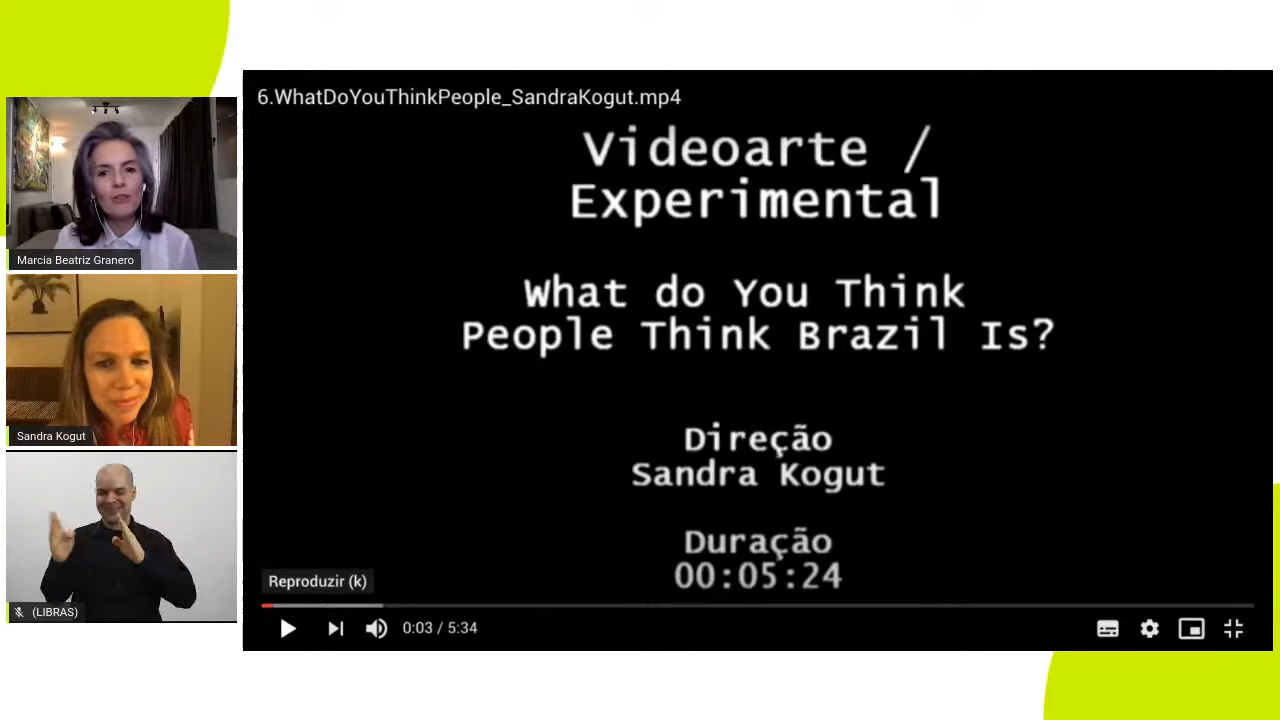 Marcia Beatriz Granero
Sandra Kogut
(LIBRAS)
6.WhatDoYouThinkPeople_SandraKogut.mp4
Videoarte /
Experimental
What do You Think
People Think Brazil Is?
Direção
Sandra Kogut
Duração
00:05:24
Reproduzir (k)
0:03 / 5:34